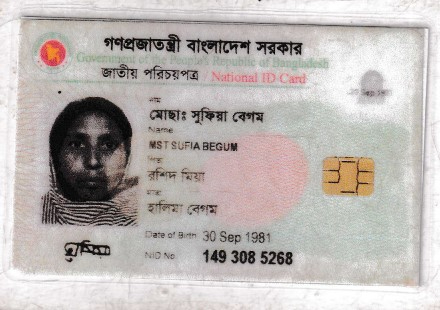 গণপ্রজাতন্ত্রী বাংলাদেশ সরকার
Government of the People's Republic of Bangladesh
জাতীয় পরিচয়পত্র / National ID Card
30 Sep 1981
নাম
মোছাঃ সুফিয়া বেগম
Name
MST SUFIA BEGUM
পিতা
রশিদ মিয়া
মাতা
হালিমা বেগম
Date of Birth 30 Sep 1981
NID No. 149 308 5268